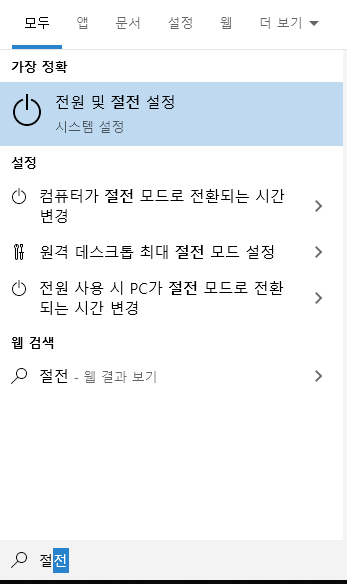 모두 앱 문서 설정 웹 더 보기
가장 정확
전원 및 절전 설정
시스템 설정
설정
컴퓨터가 절전 모드로 전환되는 시간
변경
원격 데스크톱 최대 절전 모드 설정
전원 사용 시 PC가 절전 모드로 전환
되는 시간 변경
웹 검색
절전 - 웹 결과 보기
절전